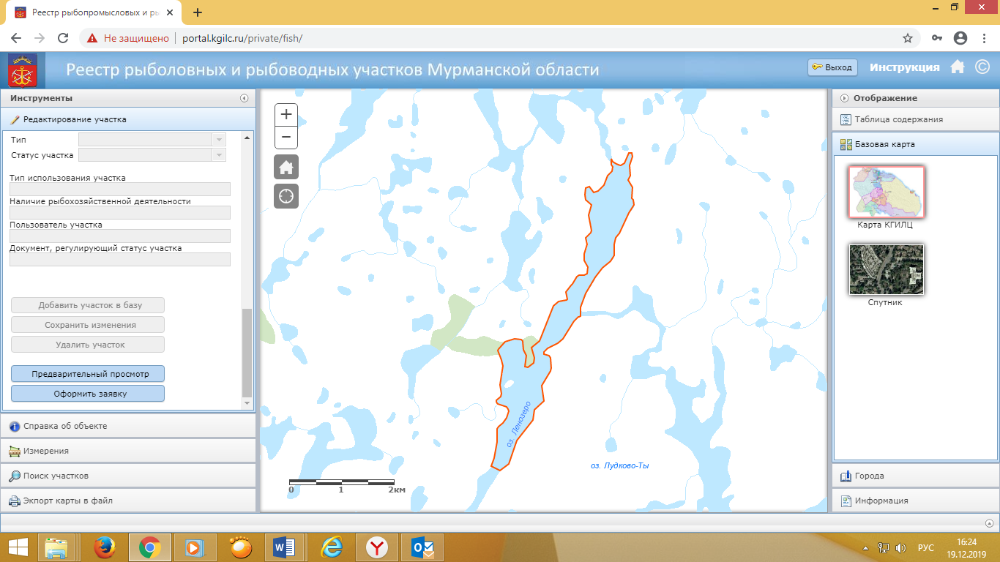 Реестр рыбопромысловых и ры
Не защищено
portal.kgilc.ru/private/fish/
Реестр рыболовных и рыбоводных участков Мурманской области
Выход
Инструкция
Инструменты
Редактирование участка
Тип
Статус участка
Тип использования участка
Наличие рыбохозяйственной деятельности
Пользователь участка
Документ, регулирующий статус участка
Добавить участок в базу
Сохранить изменения
Удалить участок
Предварительный просмотр
Оформить заявку
Справка об объекте
Измерения
Поиск участков
Экспорт карты в файл
оз. Ленозеро
оз. Лудково-Ты
0 1 2км
Отображение
Таблица содержания
Базовая карта
Карта КГИЛЦ
Спутник
Города
Информация
РУС
16:24
19.12.2019